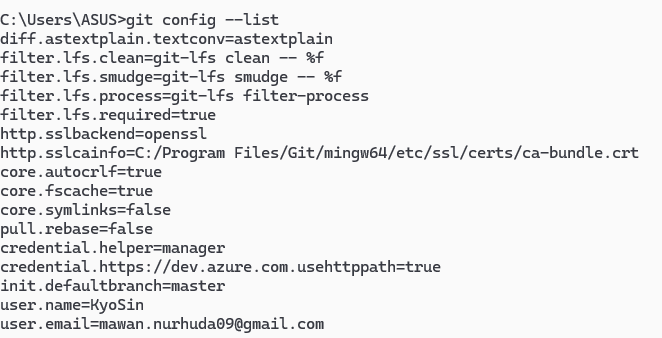 C:\Users\ASUS>git config --list
diff.astextplain.textconv=astextplain
filter.lfs.clean=git-lfs clean -- %f
filter.lfs.smudge=git-lfs smudge -- %f
filter.lfs.process=git-lfs filter-process
filter.lfs.required=true
http.sslbackend=openssl
http.sslcainfo=C:/Program Files/Git/mingw64/etc/ssl/certs/ca-bundle.crt
core.autocrlf=true
core.fscache=true
core.symlinks=false
pull.rebase=false
credential.helper=manager
credential.https://dev.azure.com.usehttppath=true
init.defaultbranch=master
user.name=KyoSin
user.email=mawan.nurhuda09@gmail.com